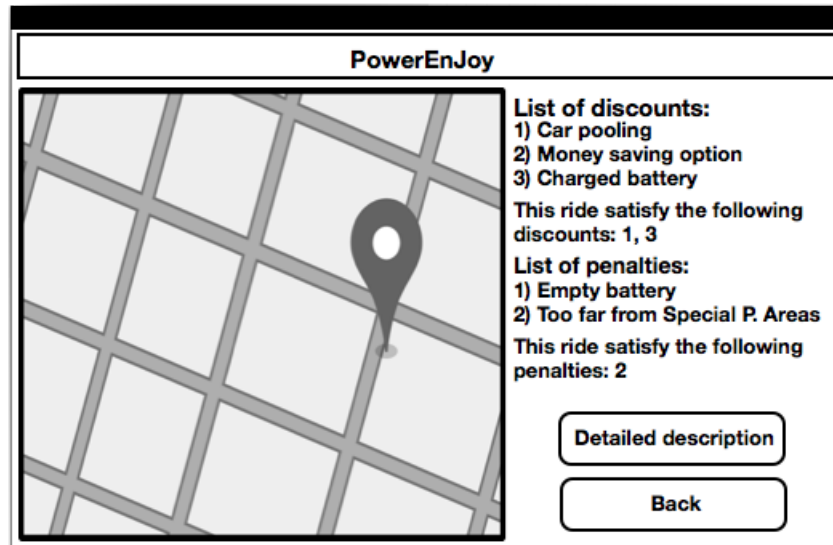 PowerEnJoy
List of discounts:
1) Car pooling
2) Money saving option
3) Charged battery
This ride satisfy the following
discounts: 1, 3
List of penalties:
1) Empty battery
2) Too far from Special P. Areas
This ride satisfy the following
penalties: 2
Detailed description
Back